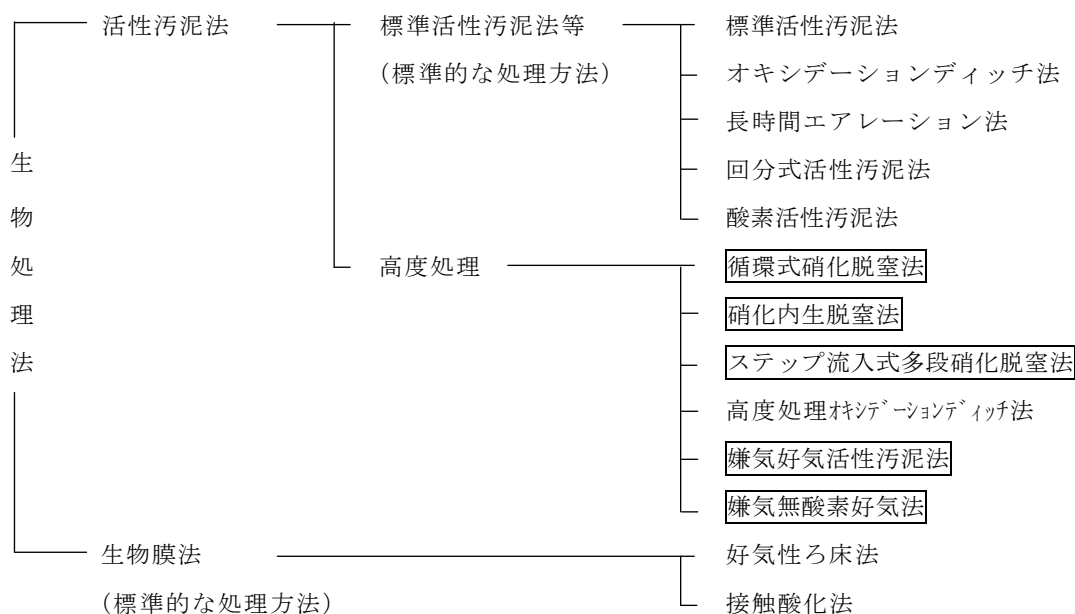 生物処理法
活性汚泥法
標準活性汚泥法等
(標準的な処理方法)
標準活性汚泥法
オキシデーションディッチ法
長時間エアレーション法
回分式活性汚泥法
酸素活性汚泥法
高度処理
循環式硝化脱窒法
硝化内生脱窒法
ステップ流入式多段硝化脱窒法
高度処理ｵｷｼﾃﾞｰｼｮﾝﾃﾞｨｯﾁ法
嫌気好気活性汚泥法
嫌気無酸素好気法
生物膜法
(標準的な処理方法)
好気性ろ床法
接触酸化法